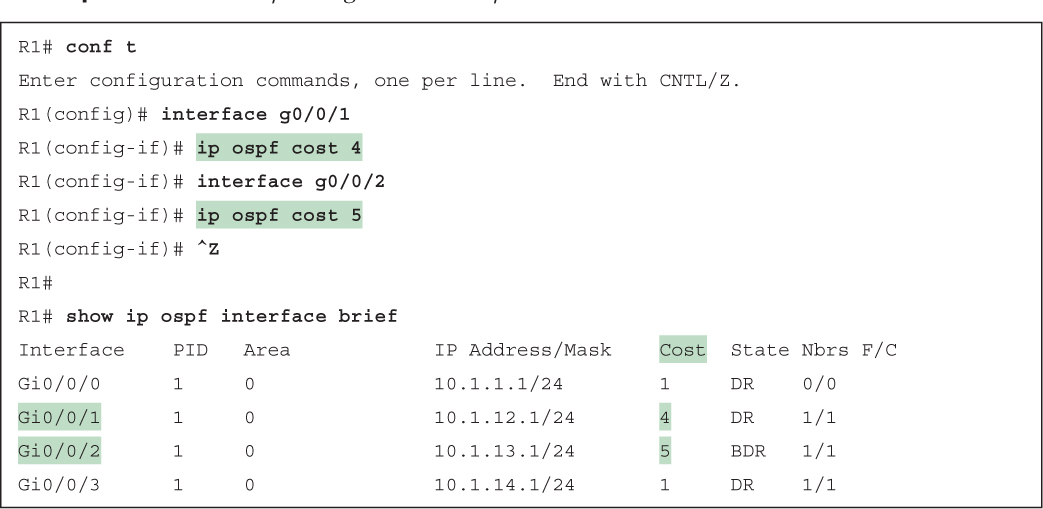 R1# conf t
Enter configuration commands, one per line.  End with CNTL/Z.
R1(config)# interface g0/0/1
R1(config-if)# ip ospf cost 4
R1(config-if)# interface g0/0/2
R1(config-if)# ip ospf cost 5
R1(config-if)# ^Z
R1#
R1# show ip ospf interface brief
Interface    PID   Area            IP Address/Mask    Cost  State Nbrs F/C
Gi0/0/0      1     0               10.1.1.1/24        1     DR    0/0
Gi0/0/1      1     0               10.1.12.1/24       4     DR    1/1
Gi0/0/2      1     0               10.1.13.1/24       5     BDR   1/1
Gi0/0/3      1     0               10.1.14.1/24       1     DR    1/1